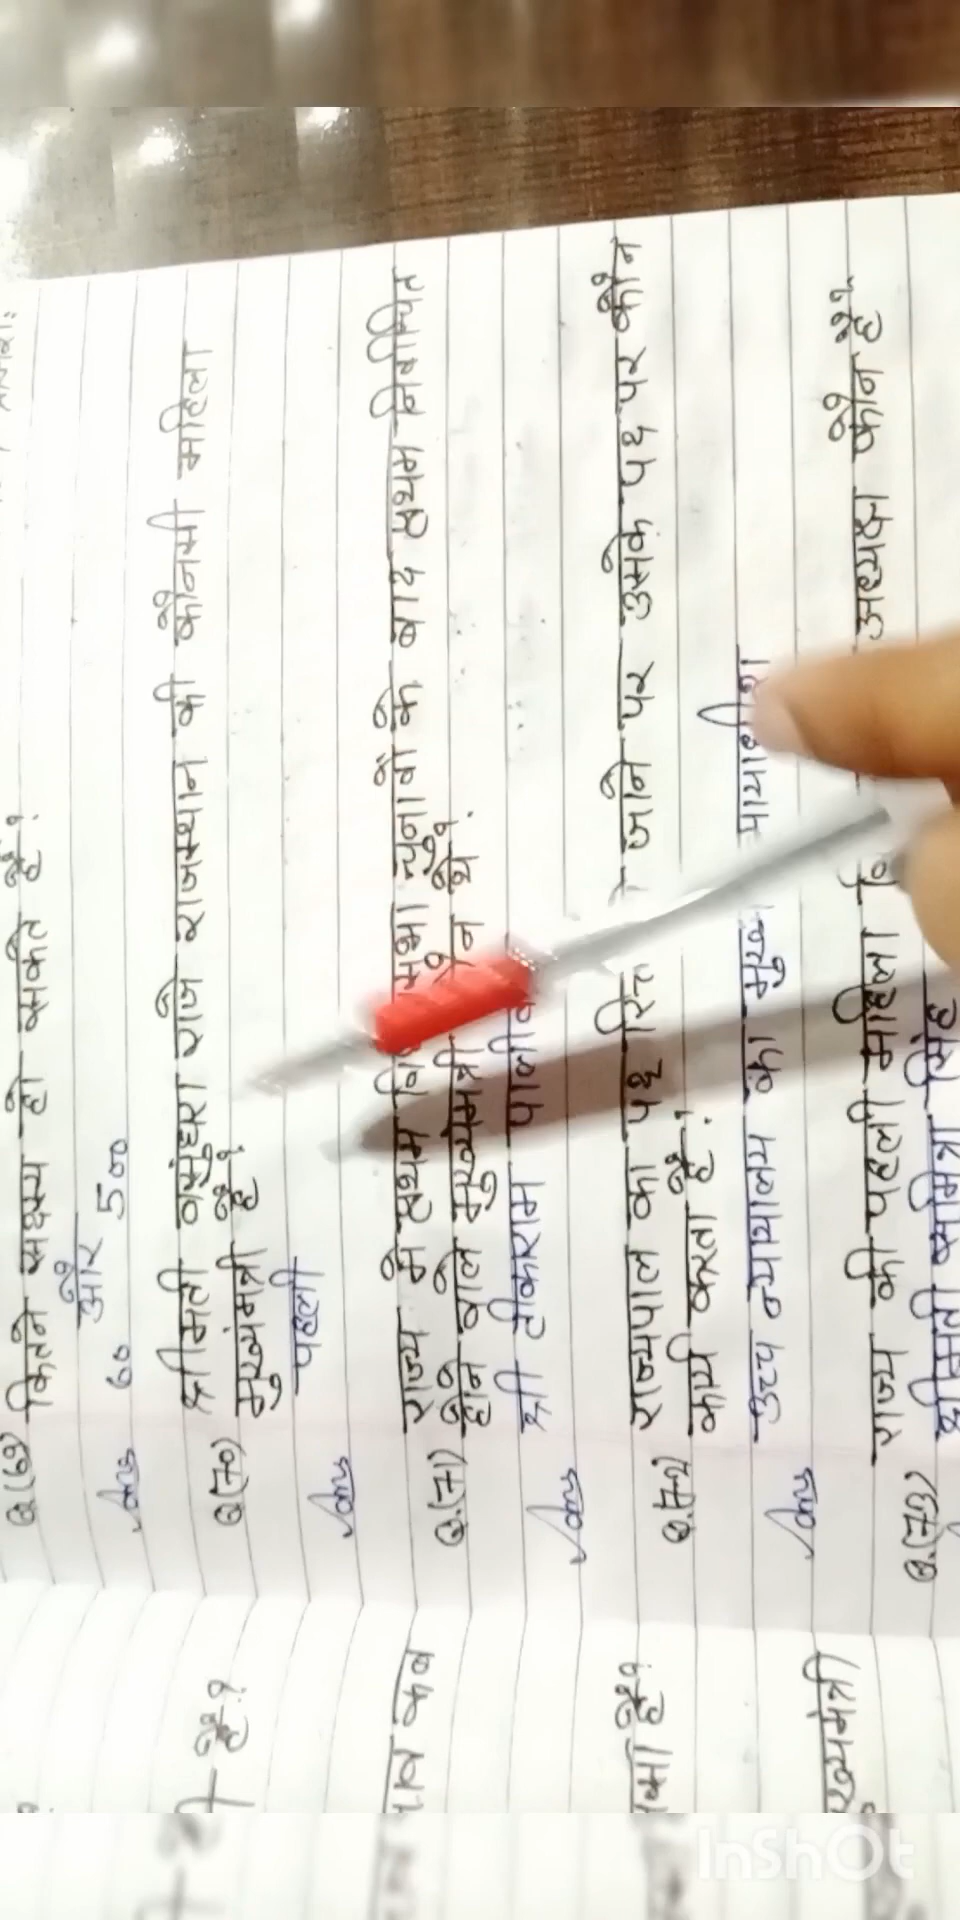 Q.(69) कितने सदस्य हो सकते हैं?
और
Ans 60 500
Q.(70) श्रीमती वसुंधरा राजे राजस्थान की कौनसी महिला
मुख्यमंत्री है?
Ans पहली
Q.(71) राज्य में प्रथम चुनावों के बाद प्रथम निर्वाचित
होने वाले मुख्यमंत्री थे?
Ans श्री टीकाराम पालीवाल
Q.(72) राज्यपाल का पद जाने पर उसके पद पर कौन
कार्य करता है?
Ans उच्च न्यायालय का मुख्य न्यायाधीश
Q.(73) राज्य की पहली महिला अध्यक्ष कौन है?
श्रीमती सुमित्रा सिंह
है?
कब
है?
InShOt